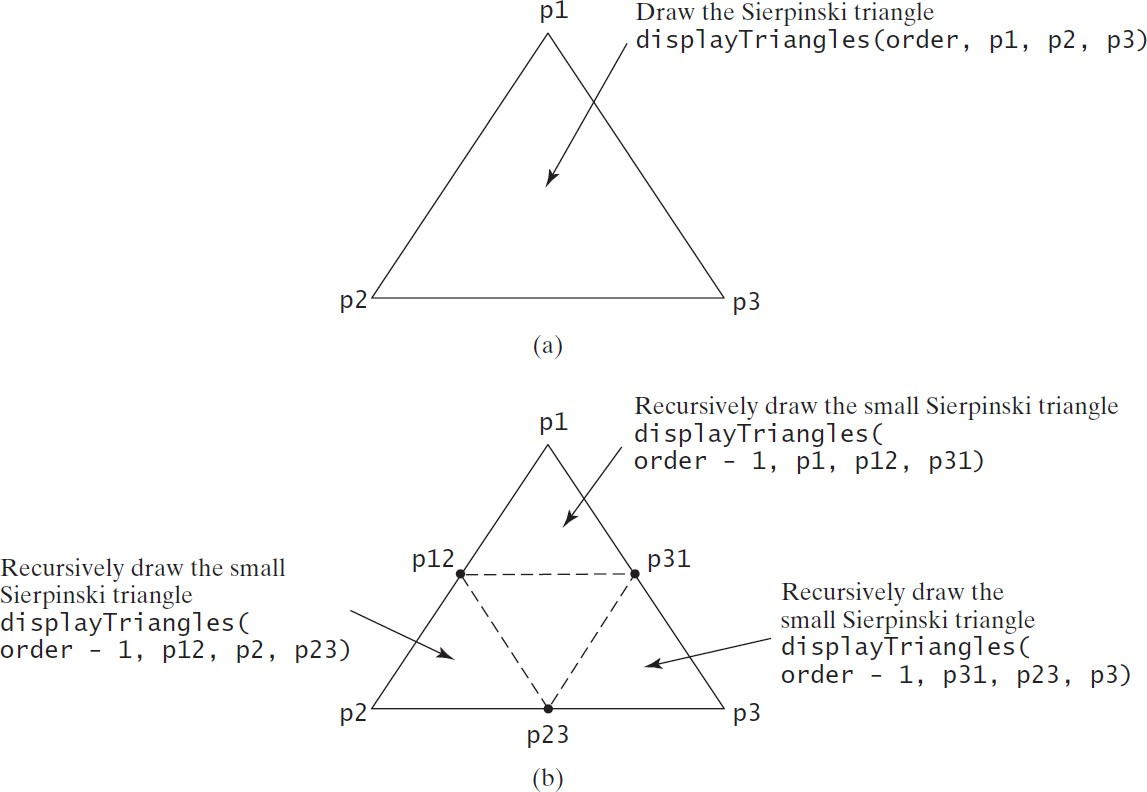 p1
Draw the Sierpinski triangle
displayTriangles(order, p1, p2, p3)
p2
p3
(a)
Recursively draw the small Sierpinski triangle
displayTriangles(
order - 1, p1, p12, p31)
p1
p12
p31
Recursively draw the small
Sierpinski triangle
displayTriangles(
order - 1, p12, p2, p23)
Recursively draw the
small Sierpinski triangle
displayTriangles(
order - 1, p31, p23, p3)
p2
p3
p23
(b)